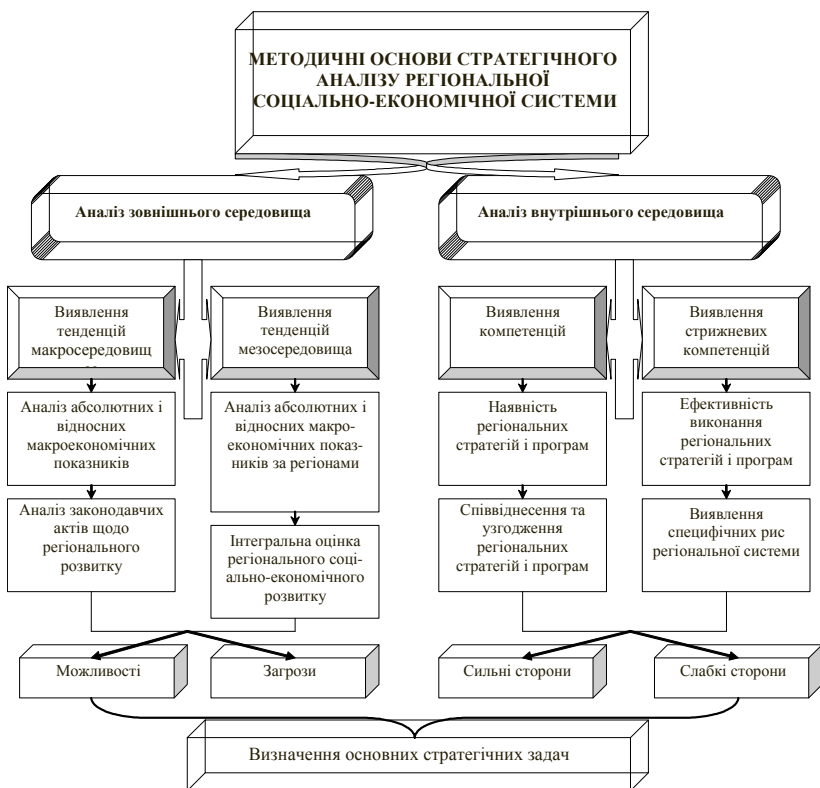 МЕТОДИЧНІ ОСНОВИ СТРАТЕГІЧНОГО
АНАЛІЗУ РЕГІОНАЛЬНОЇ
СОЦІАЛЬНО-ЕКОНОМІЧНОЇ СИСТЕМИ
Аналіз зовнішнього середовища
Аналіз внутрішнього середовища
Виявлення
тенденцій
макросередовищ
Виявлення
тенденцій
мезосередовища
Виявлення
компетенцій
Виявлення
стрижневих
компетенцій
Аналіз абсолютних і
відносних
макроекономічних
показників
Аналіз абсолютних і
відносних макро-
економічних показ-
ників за регіонами
Наявність
регіональних
стратегій і програм
Ефективність
виконання
регіональних
стратегій і програм
Аналіз законодавчих
актів щодо
регіонального
розвитку
Інтегральна оцінка
регіонального соці-
ально-економічного
розвитку
Співвіднесення та
узгодження
регіональних
стратегій і програм
Виявлення
специфічних рис
регіональної системи
Можливості
Загрози
Сильні сторони
Слабкі сторони
Визначення основних стратегічних задач